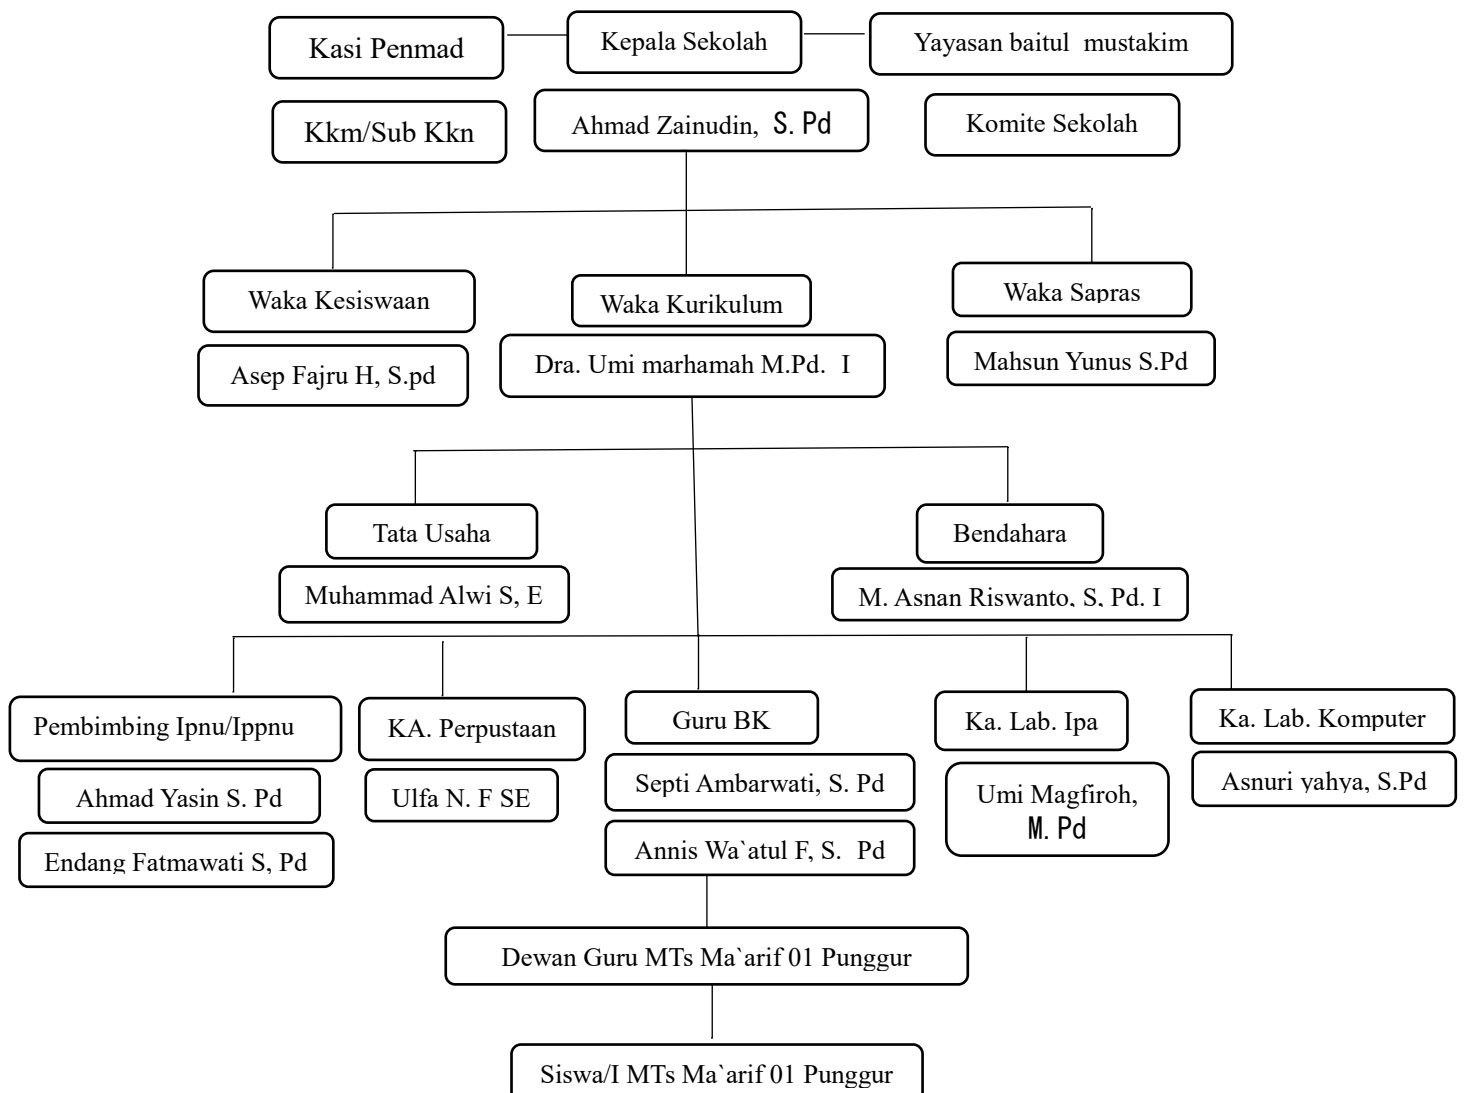 Kasi Penmad
Kepala Sekolah
Yayasan baitul mustakim
Kkm/Sub Kkn
Ahmad Zainudin, S. Pd
Komite Sekolah
Waka Kesiswaan
Waka Kurikulum
Waka Sapras
Asep Fajru H, S.pd
Dra. Umi marhamah M.Pd. I
Mahsun Yunus S.Pd
Tata Usaha
Bendahara
Muhammad Alwi S, E
M. Asnan Riswanto, S, Pd. I
Pembimbing Ipnu/Ippnu
KA. Perpustaan
Guru BK
Ka. Lab. Ipa
Ka. Lab. Komputer
Ahmad Yasin S. Pd
Ulfa N. F SE
Septi Ambarwati, S. Pd
Umi Magfiroh,
M. Pd
Asnuri yahya, S.Pd
Endang Fatmawati S, Pd
Annis Wa`atul F, S. Pd
Dewan Guru MTs Ma`arif 01 Punggur
Siswa/I MTs Ma`arif 01 Punggur